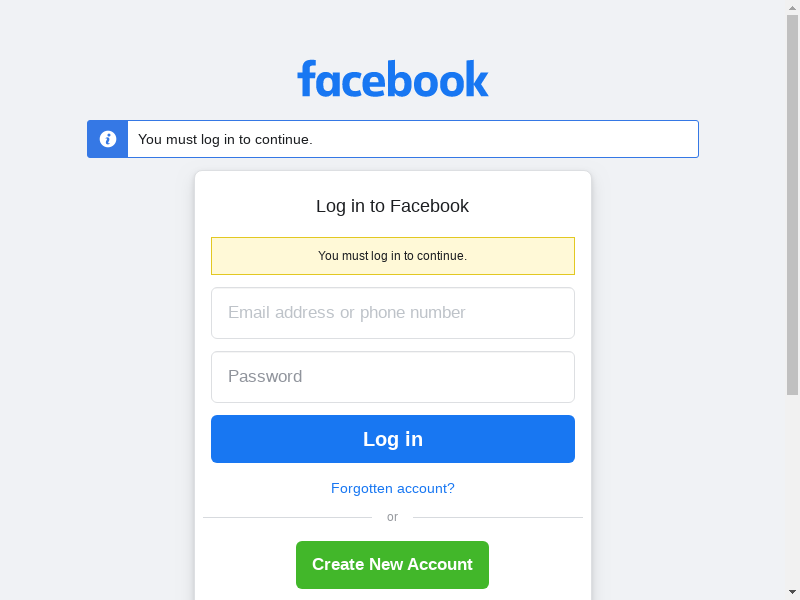 facebook
You must log in to continue.
Log in to Facebook
You must log in to continue.
Email address or phone number
Password
Log in
Forgotten account?
or
Create New Account